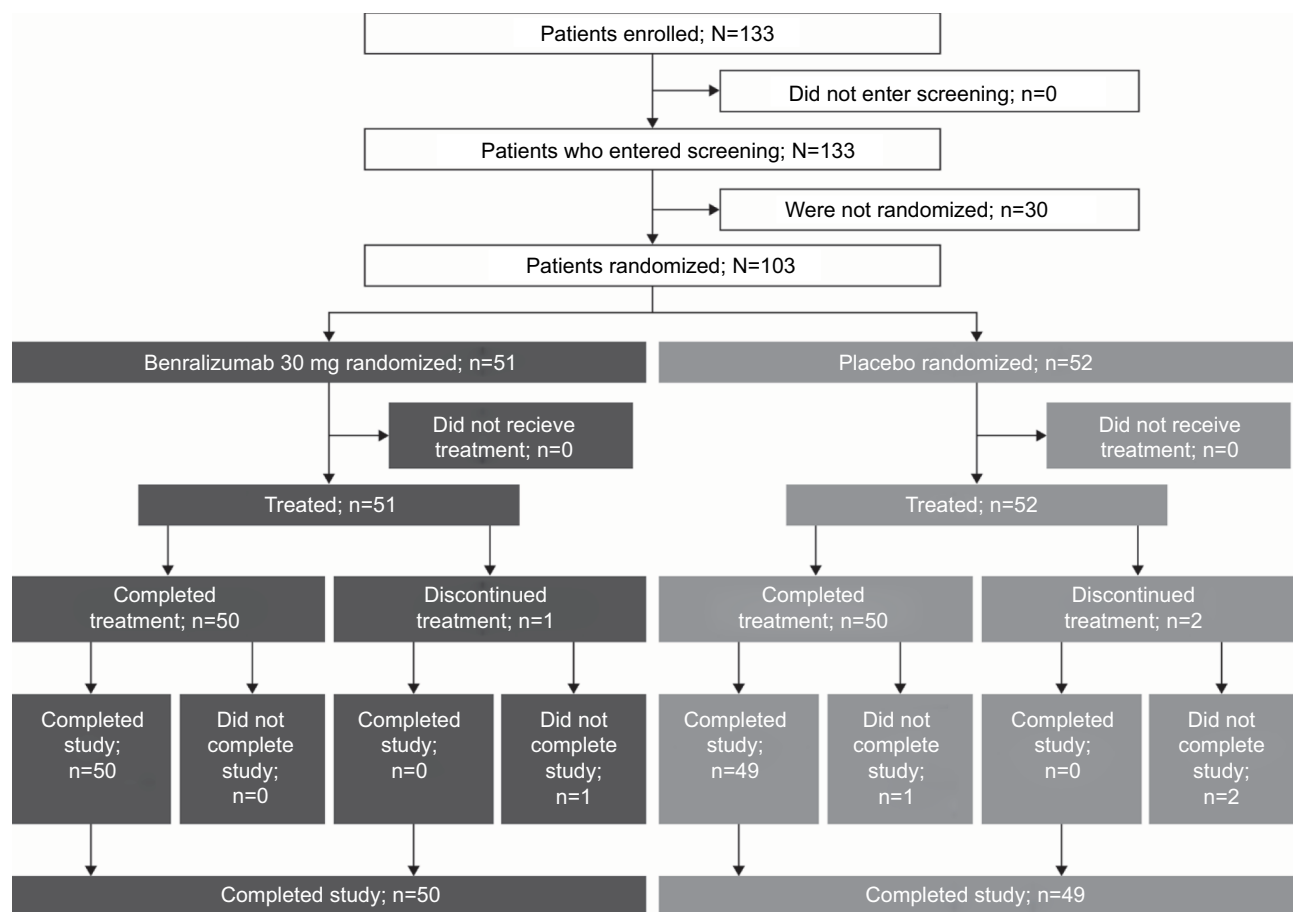 Patients enrolled; N=133
Did not enter screening; n=0
Patients who entered screening; N=133
Were not randomized; n=30
Patients randomized; N=103
Benralizumab 30 mg randomized; n=51
Placebo randomized; n=52
Did not recieve
treatment; n=0
Did not receive
treatment; n=0
Treated; n=51
Treated; n=52
Completed
treatment; n=50
Discontinued
treatment; n=1
Completed
treatment; n=50
Discontinued
treatment; n=2
Completed
study;
n=50
Did not
complete
study;
n=0
Completed
study;
n=0
Did not
complete
study;
n=1
Completed
study;
n=49
Did not
complete
study;
n=1
Completed
study;
n=0
Did not
complete
study;
n=2
Completed study; n=50
Completed study; n=49